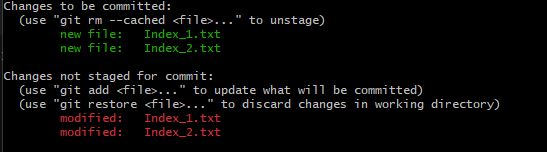 Changes to be committed:
  (use "git rm --cached <file>..." to unstage)
        new file:   Index_1.txt
        new file:   Index_2.txt

Changes not staged for commit:
  (use "git add <file>..." to update what will be committed)
  (use "git restore <file>..." to discard changes in working directory)
        modified:   Index_1.txt
        modified:   Index_2.txt